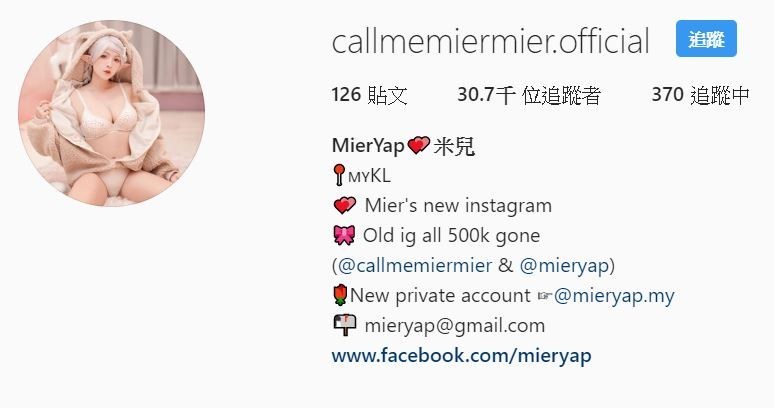 callmemiermier.official 追蹤
126 貼文 30.7千 位追蹤者 370 追蹤中
MierYap💕米兒
📍ᴍʏKL
💕 Mier's new instagram
🎀 Old ig all 500k gone
(@callmemiermier & @mieryap)
🌹New private account ☞@mieryap.my
📬 mieryap@gmail.com
www.facebook.com/mieryap